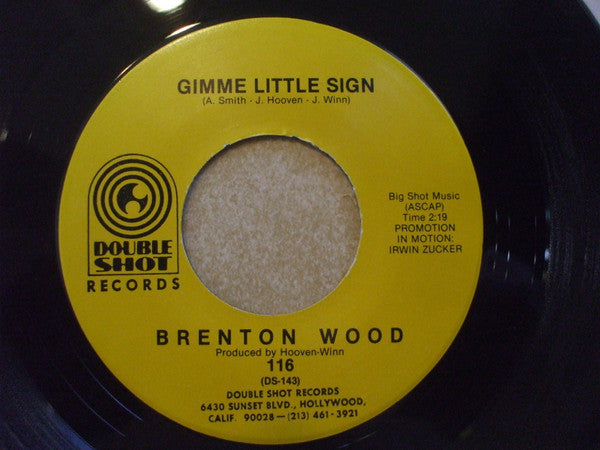 GIMME LITTLE SIGN
(A. Smith - J. Hooven - J. Winn)
DOUBLE
SHOT
RECORDS
Big Shot Music
(ASCAP)
Time 2:19
PROMOTION
IN MOTION:
IRWIN ZUCKER
BRENTON WOOD
Produced by Hooven-Winn
116
(DS-143)
DOUBLE SHOT RECORDS
6430 SUNSET BLVD., HOLLYWOOD,
CALIF. 90028 — (213) 461-3921